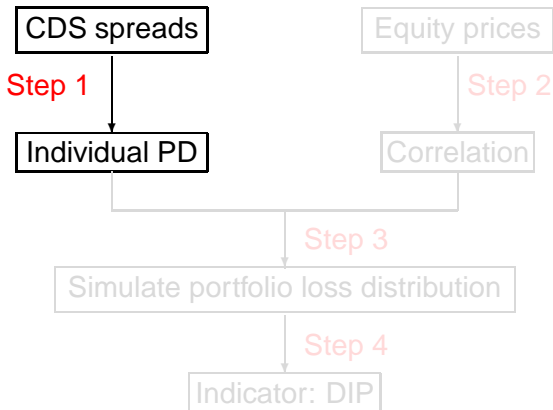 CDS spreads
Equity prices
Step 1
Step 2
Individual PD
Correlation
Step 3
Simulate portfolio loss distribution
Step 4
Indicator: DIP